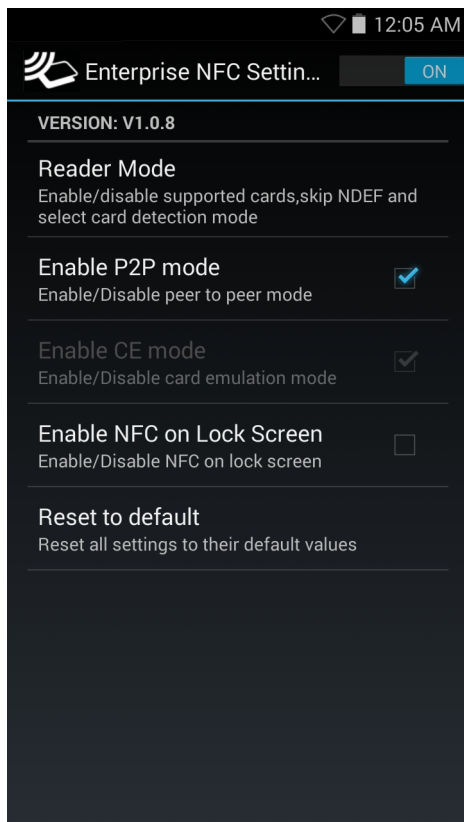 12:05 AM
Enterprise NFC Settin...
ON
VERSION: V1.0.8
Reader Mode
Enable/disable supported cards,skip NDEF and
select card detection mode
Enable P2P mode
Enable/Disable peer to peer mode
Enable CE mode
Enable/Disable card emulation mode
Enable NFC on Lock Screen
Enable/Disable NFC on lock screen
Reset to default
Reset all settings to their default values